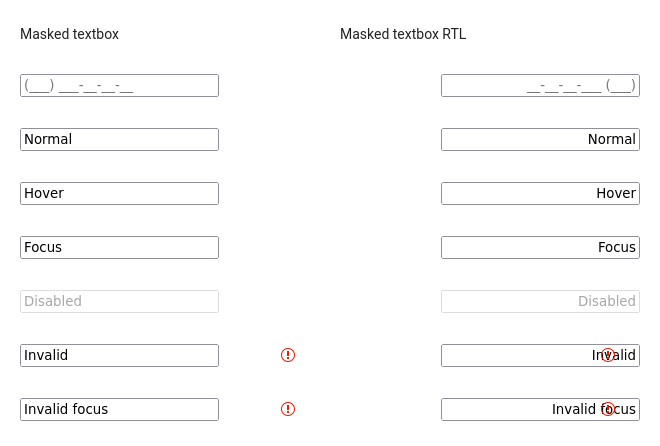 Masked textbox
Masked textbox RTL
(___) ___-__-__-__
__-__-__-___ (___)
Normal
Normal
Hover
Hover
Focus
Focus
Disabled
Disabled
Invalid
Invalid
Invalid focus
Invalid focus